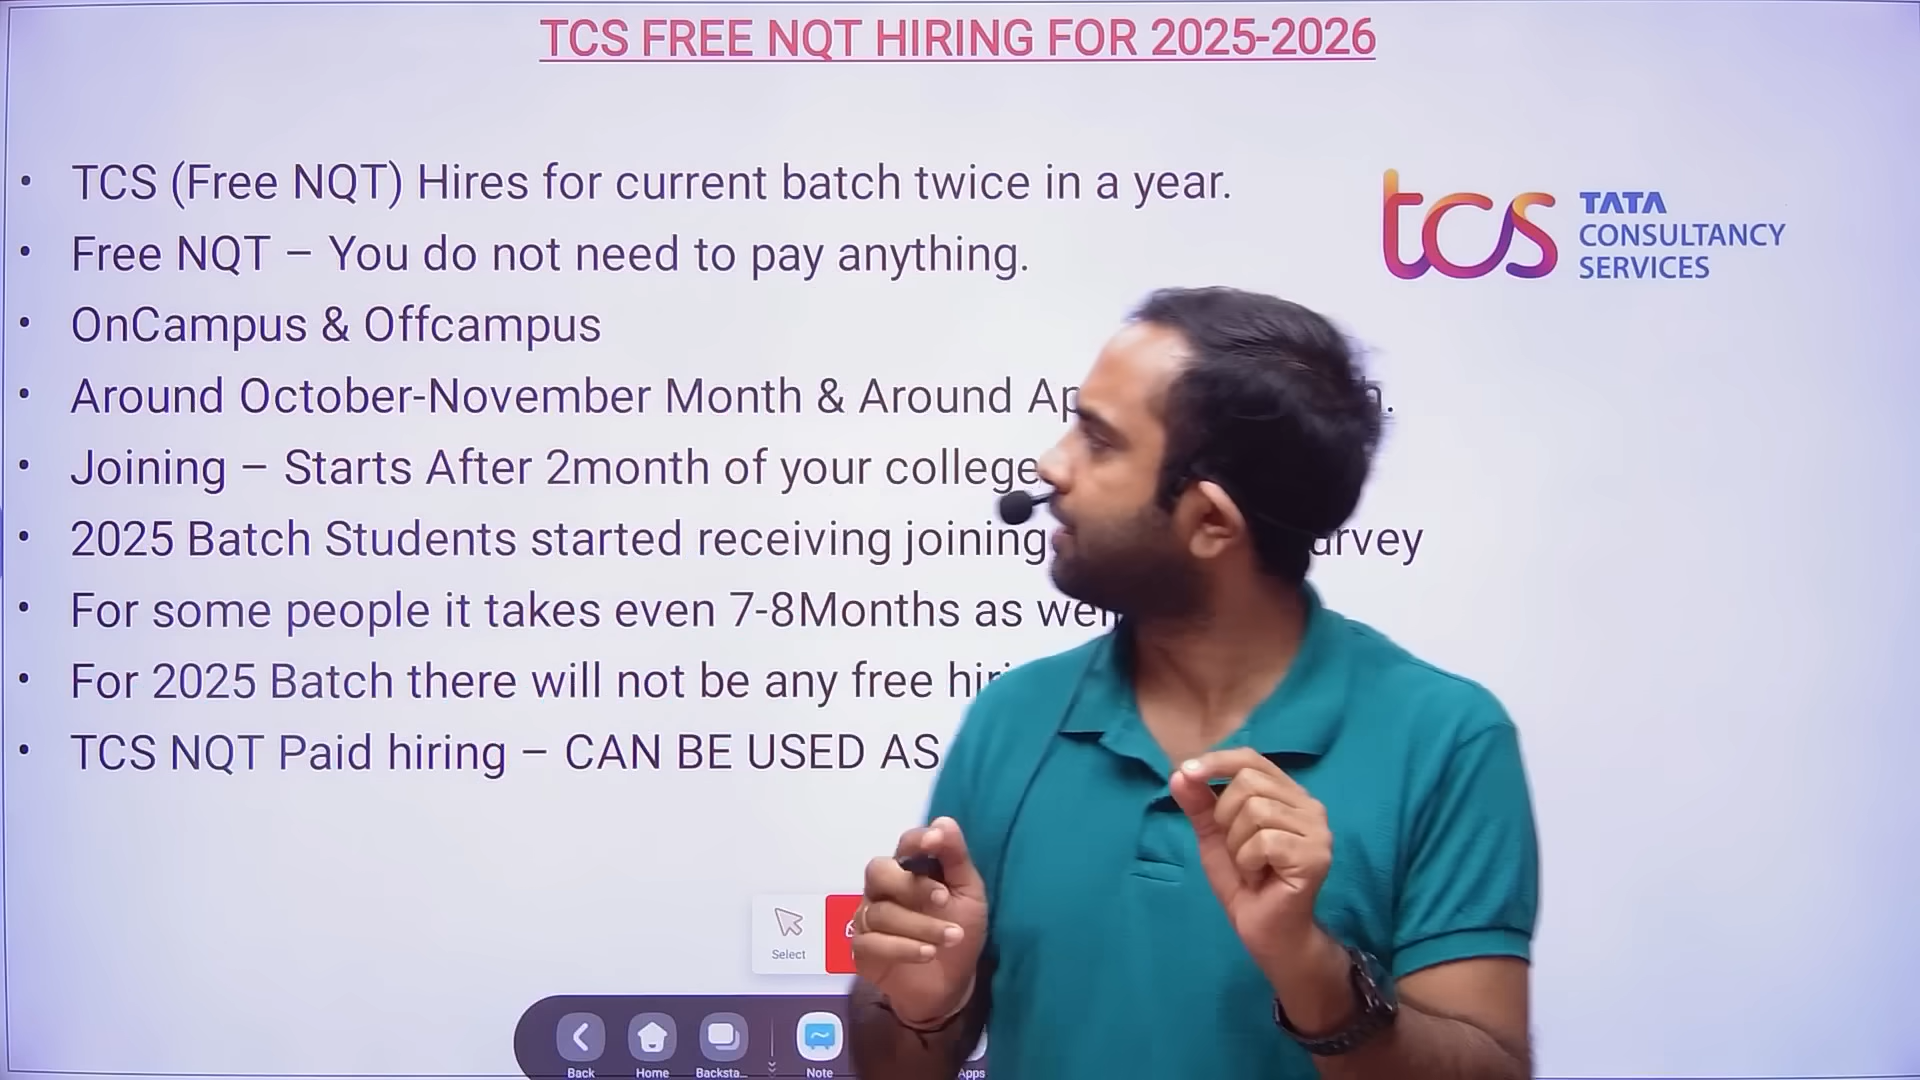 TCS FREE NQT HIRING FOR 2025-2026
• TCS (Free NQT) Hires for current batch twice in a year.
• Free NQT – You do not need to pay anything.
• OnCampus & Offcampus
• Around October-November Month & Around
• Joining – Starts After 2month of your college
• 2025 Batch Students started receiving joining
• For some people it takes even 7-8Months as
• For 2025 Batch there will not be any free
• TCS NQT Paid hiring – CAN BE USED AS
tcs
TATA
CONSULTANCY
SERVICES
Select
Back
Home
Backsta...
Note
Apps